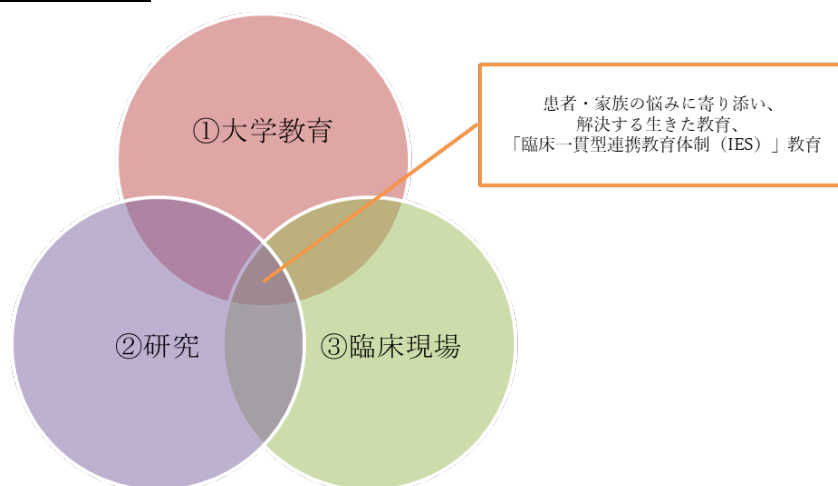 ①大学教育
患者・家族の悩みに寄り添い、
解決する生きた教育、
「臨床一貫型連携教育体制（IES）」教育
②研究
③臨床現場